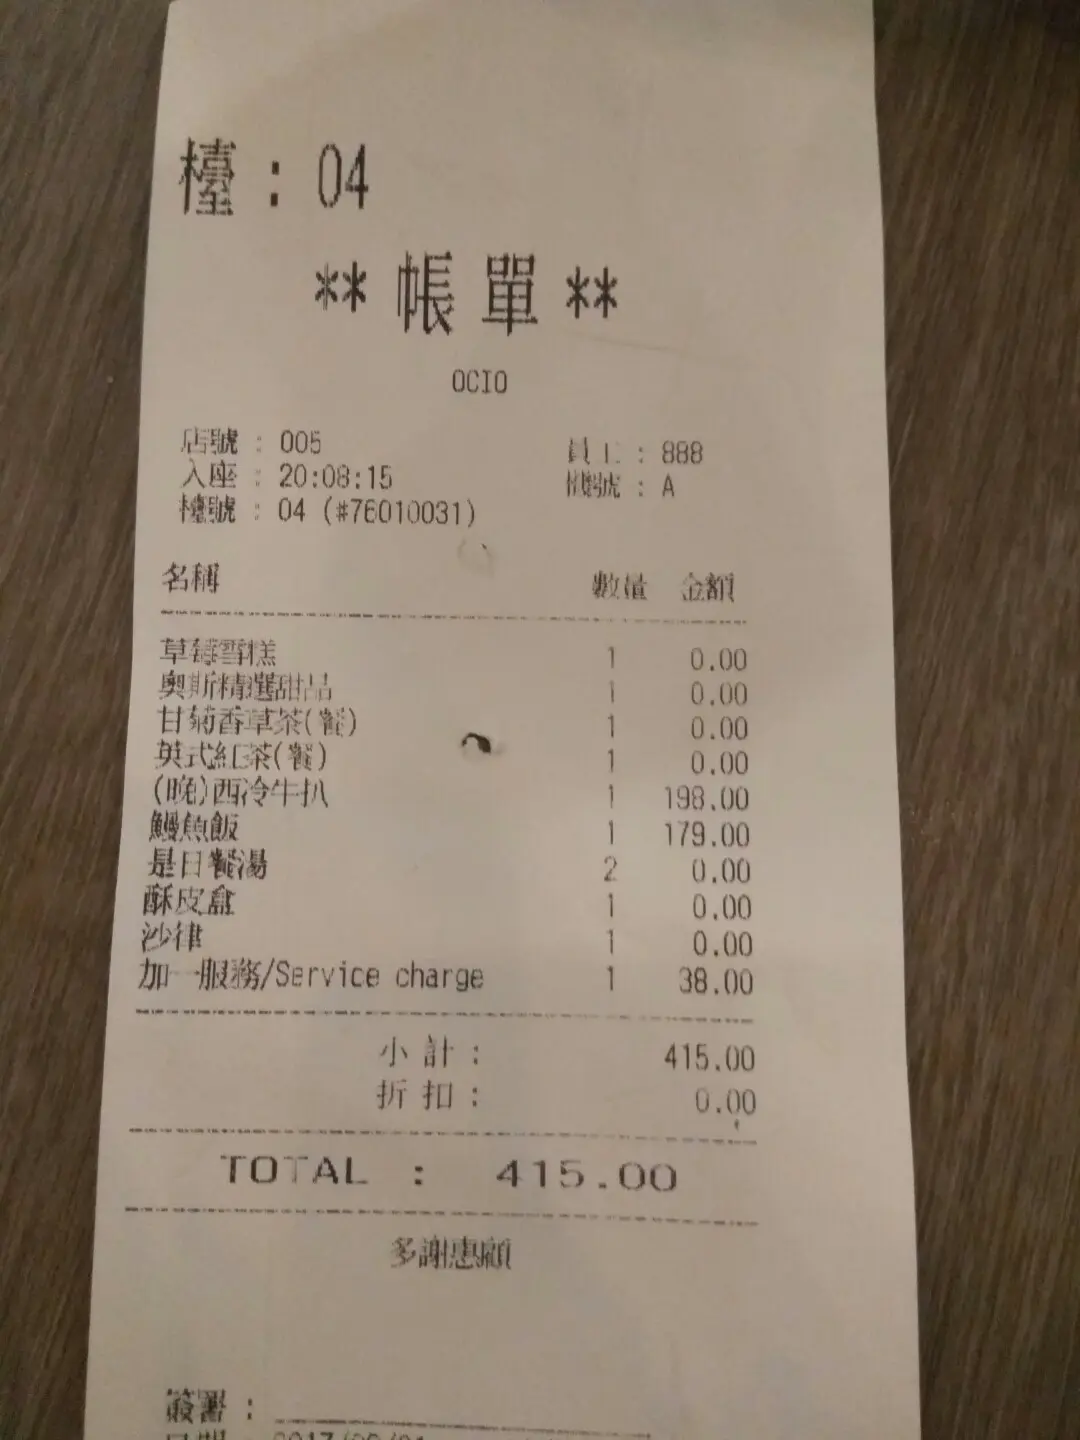 檯 : 04
** 帳 單 **
OCIO
店號 : 005 員工 : 888
入座 : 20:08:15 機號 : A
檯號 : 04 (#76010031)
名稱 數量 金額
草莓雪糕 1 0.00
奧斯精選甜品 1 0.00
甘菊香草茶(餐) 1 0.00
英式紅茶(餐) 1 0.00
(晚)西冷牛扒 1 198.00
鰻魚飯 1 179.00
是日餐湯 2 0.00
酥皮盒 1 0.00
沙律 1 0.00
加一服務/Service charge 1 38.00
小 計 : 415.00
折 扣 : 0.00
TOTAL : 415.00
多謝惠顧
簽署 :